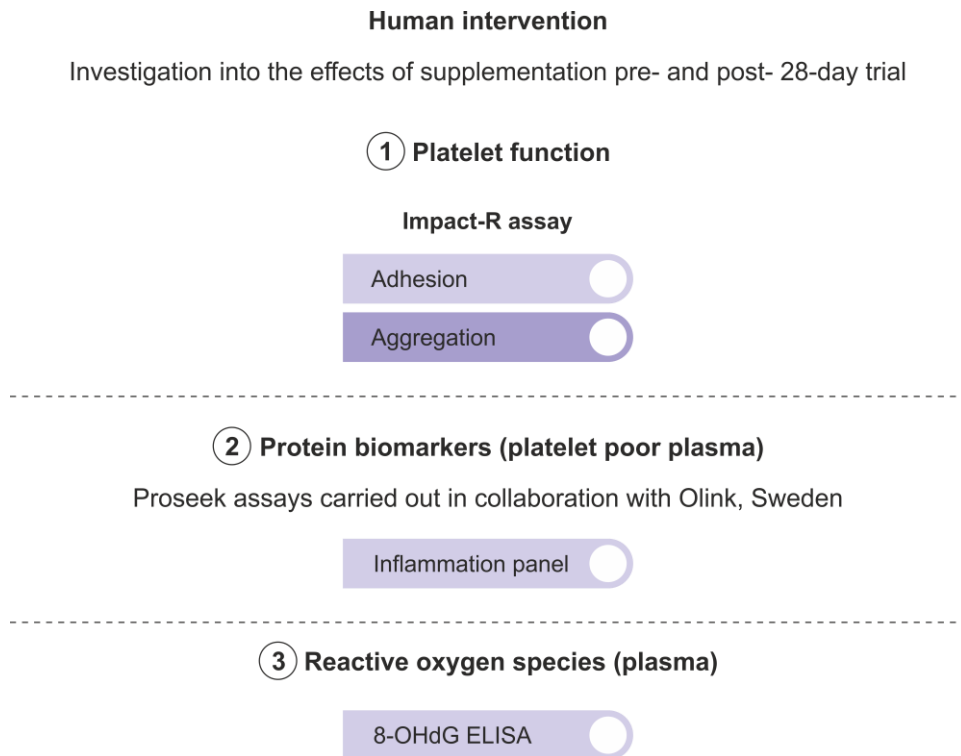 Human intervention
Investigation into the effects of supplementation pre- and post- 28-day trial
1 Platelet function
Impact-R assay
Adhesion
Aggregation
2 Protein biomarkers (platelet poor plasma)
Proseek assays carried out in collaboration with Olink, Sweden
Inflammation panel
3 Reactive oxygen species (plasma)
8-OHdG ELISA